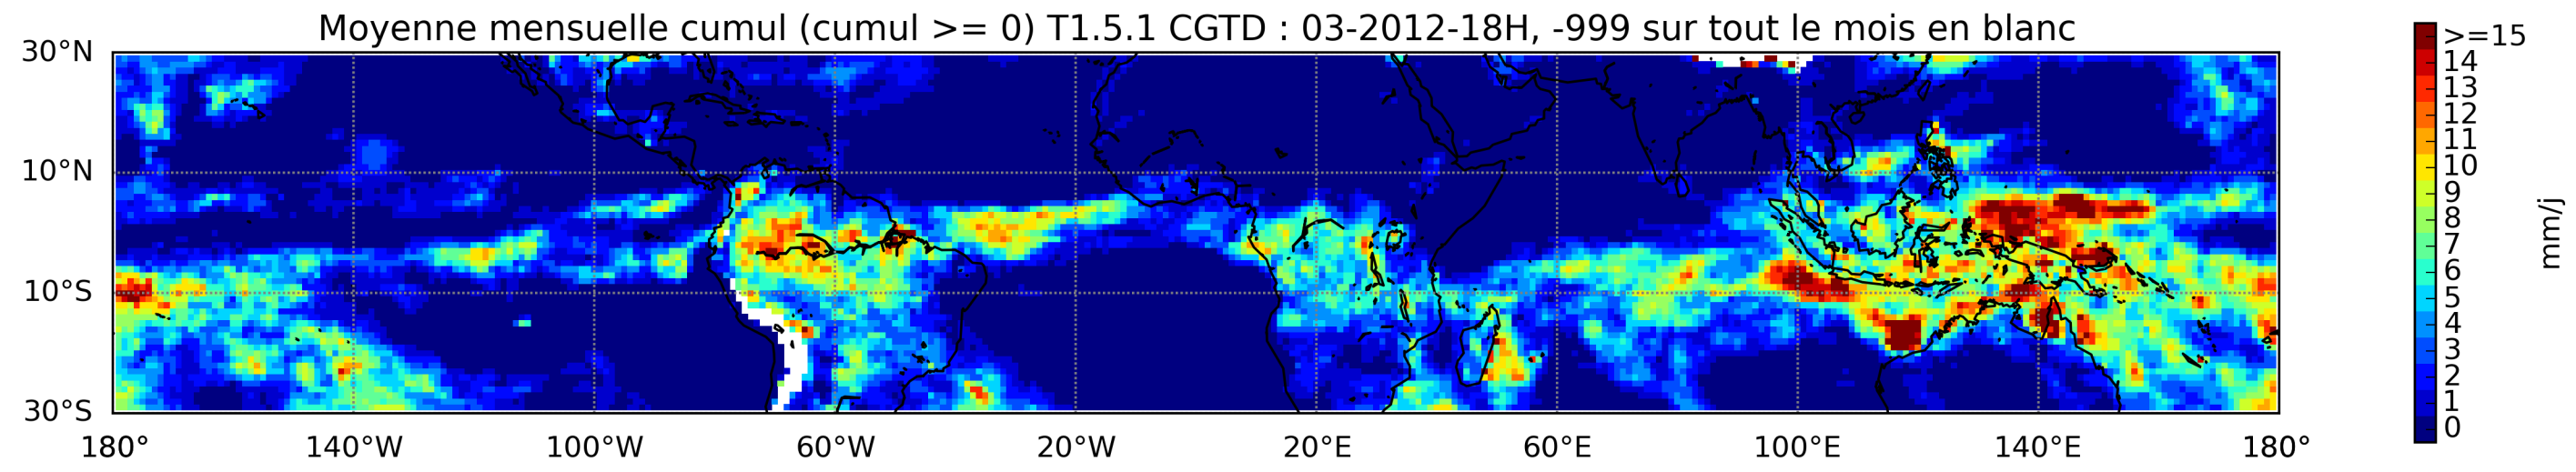 Moyenne mensuelle cumul (cumul >= 0) T1.5.1 CGTD : 03-2012-18H, -999 sur tout le mois en blanc
30°N
10°N
10°S
30°S
180° 140°W 100°W 60°W 20°W 20°E 60°E 100°E 140°E 180°
>=15
14
13
12
11
10
9
8
7
6
5
4
3
2
1
0
mm/j